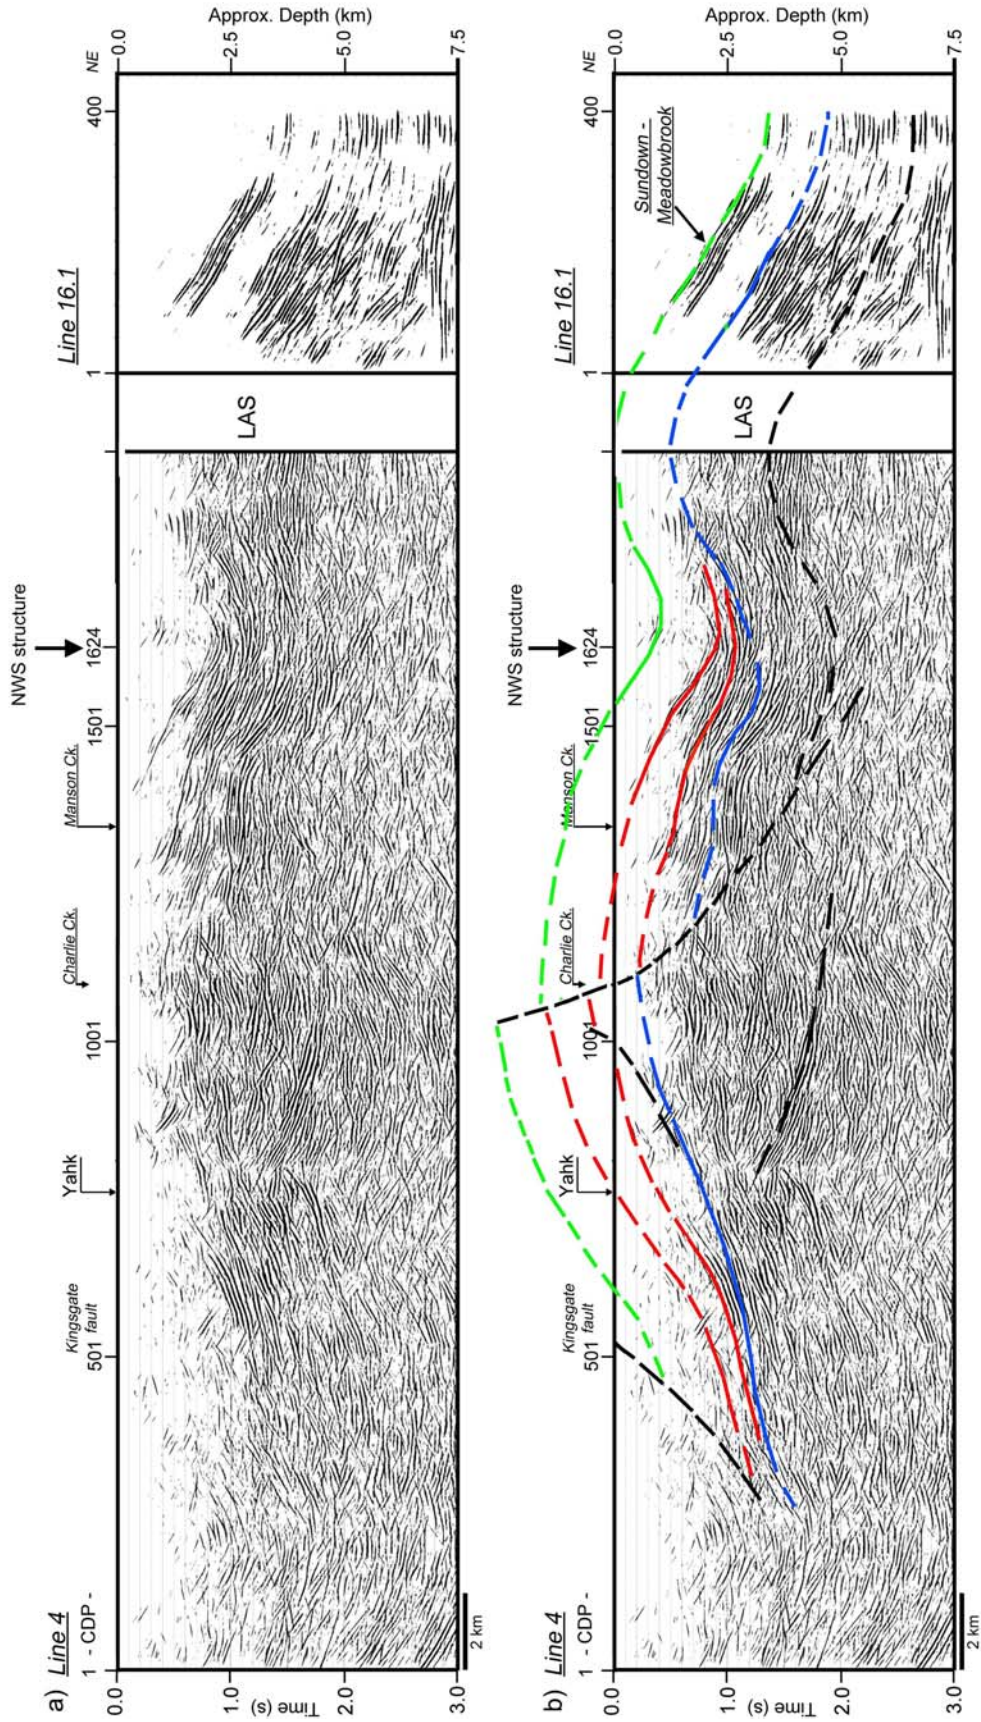 a) Line 4
Line 16.1
NWS structure
1 - CDP -
501
1001
1501
1624
1
400
NE
Kingsgate
fault
Yahk
Charlie Ck.
Manson Ck.
LAS
Time (s)
0.0
1.0
2.0
3.0
Approx. Depth (km)
0.0
2.5
5.0
7.5
2 km
b) Line 4
Line 16.1
NWS structure
1 - CDP -
501
1001
1501
1624
1
400
NE
Kingsgate
fault
Yahk
Charlie Ck.
Manson Ck.
LAS
Sundown -
Meadowbrook
Time (s)
0.0
1.0
2.0
3.0
Approx. Depth (km)
0.0
2.5
5.0
7.5
2 km